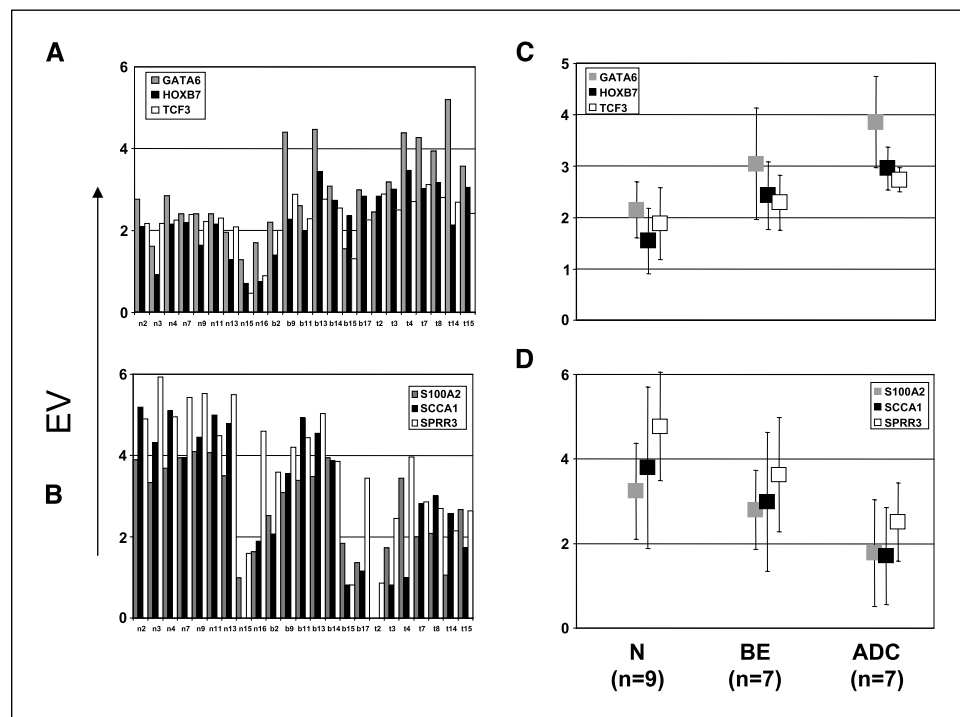 A
6
4
2
0
GATA6
HOXB7
TCF3
n2 n3 n4 n7 n9 n11 n13 n15 n16 b2 b9 b11 b13 b14 b15 b17 t2 t3 t4 t7 t8 t14 t15
EV
B
6
4
2
0
S100A2
SCCA1
SPRR3
n2 n3 n4 n7 n9 n11 n13 n15 n16 b2 b9 b11 b13 b14 b15 b17 t2 t3 t4 t7 t8 t14 t15
C
5
4
3
2
1
0
GATA6
HOXB7
TCF3
D
6
4
2
0
S100A2
SCCA1
SPRR3
N BE ADC
(n=9) (n=7) (n=7)